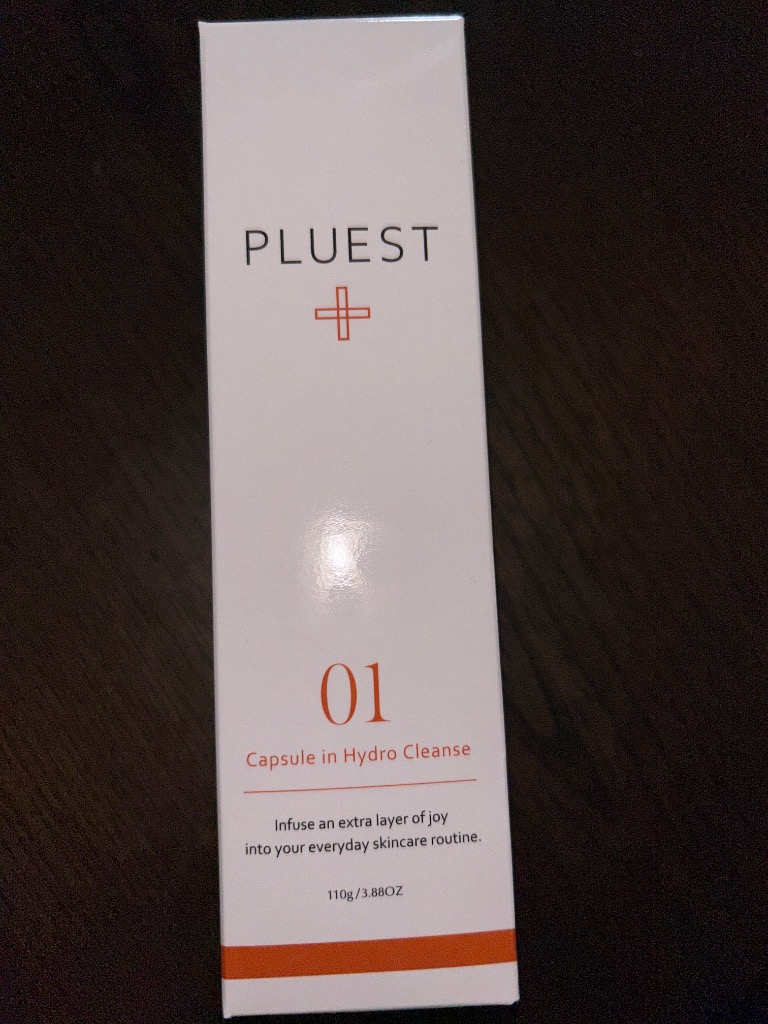 PLUEST
01
Capsule in Hydro Cleanse
Infuse an extra layer of joy
into your everyday skincare routine.
110g/3.88OZ